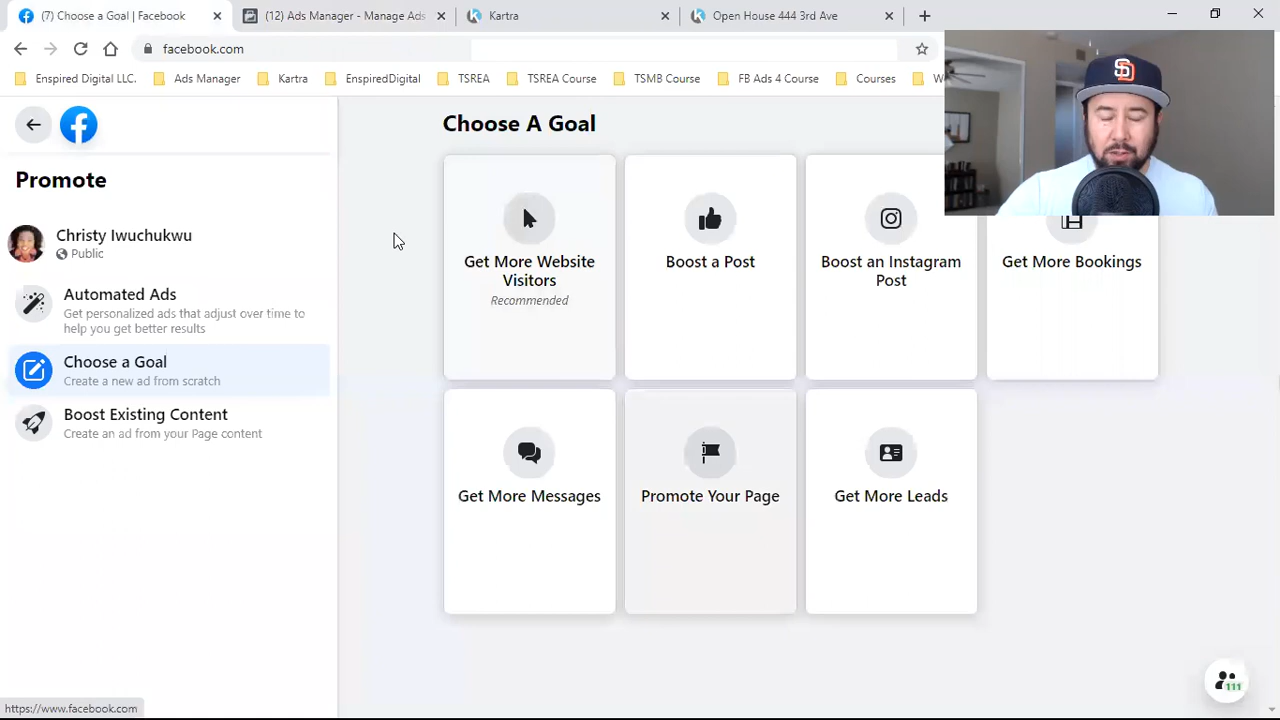 (7) Choose a Goal | Facebook
(12) Ads Manager - Manage Ads
Kartra
Open House 444 3rd Ave
facebook.com
Enspired Digital LLC.
Ads Manager
Kartra
EnspiredDigital
TSREA
TSREA Course
TSMB Course
FB Ads 4 Course
Courses
Promote
Christy Iwuchukwu
Public
Automated Ads
Get personalized ads that adjust over time to
help you get better results
Choose a Goal
Create a new ad from scratch
Boost Existing Content
Create an ad from your Page content
Choose A Goal
Get More Website
Visitors
Recommended
Boost a Post
Boost an Instagram
Post
Get More Bookings
Get More Messages
Promote Your Page
Get More Leads
SD
111
https://www.facebook.com